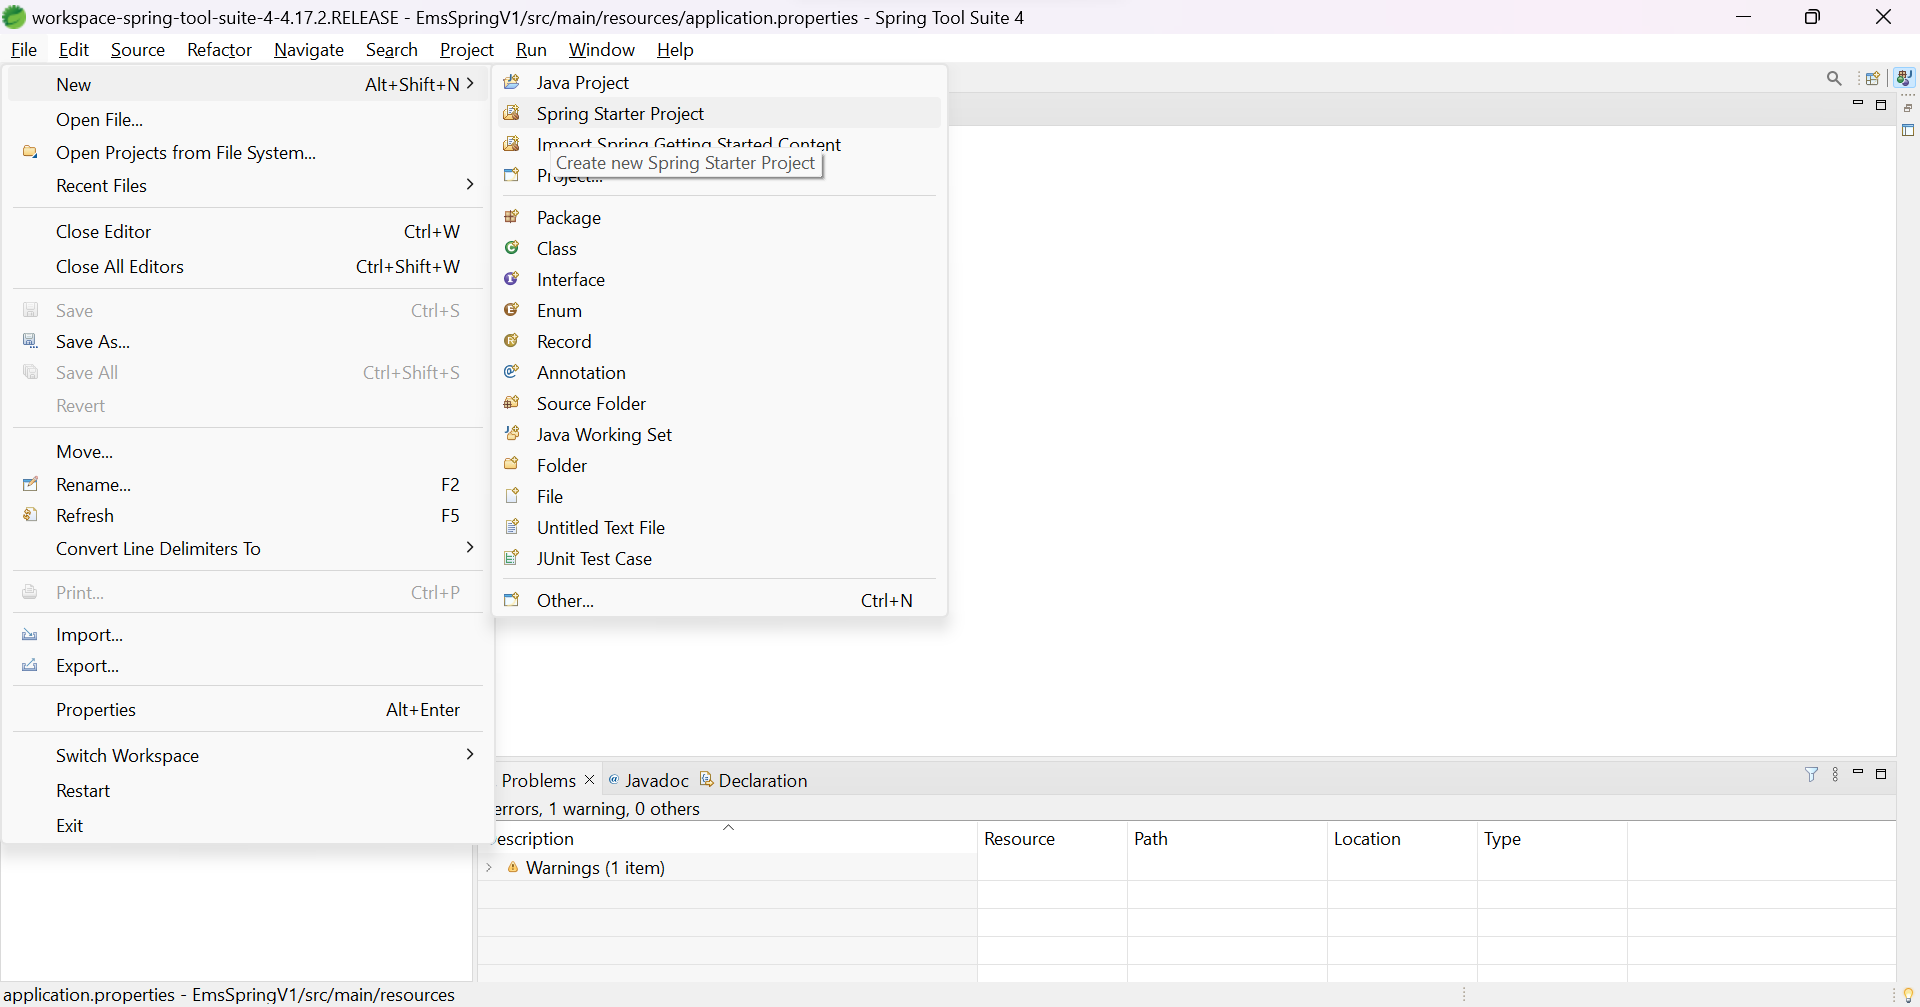 workspace-spring-tool-suite-4-4.17.2.RELEASE - EmsSpringV1/src/main/resources/application.properties - Spring Tool Suite 4
File Edit Source Refactor Navigate Search Project Run Window Help
New Alt+Shift+N
Open File...
Open Projects from File System...
Recent Files
Close Editor Ctrl+W
Close All Editors Ctrl+Shift+W
Save Ctrl+S
Save As...
Save All Ctrl+Shift+S
Revert
Move...
Rename... F2
Refresh F5
Convert Line Delimiters To
Print... Ctrl+P
Import...
Export...
Properties Alt+Enter
Switch Workspace
Restart
Exit
Java Project
Spring Starter Project
Import Spring Getting Started Content
Create new Spring Starter Project
Project...
Package
Class
Interface
Enum
Record
Annotation
Source Folder
Java Working Set
Folder
File
Untitled Text File
JUnit Test Case
Other... Ctrl+N
Problems Javadoc Declaration
errors, 1 warning, 0 others
escription Resource Path Location Type
Warnings (1 item)
application.properties - EmsSpringV1/src/main/resources